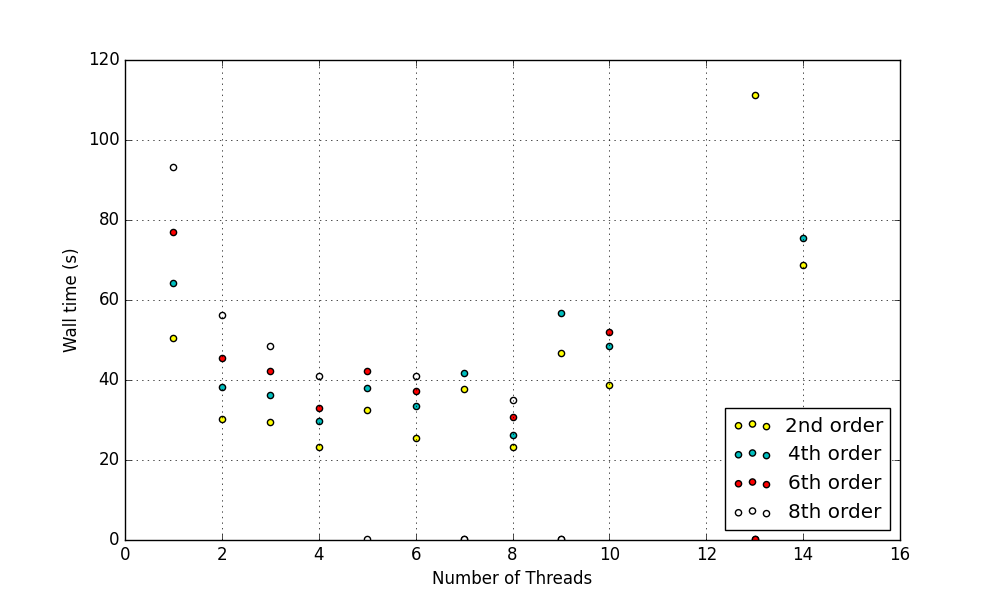 120
100
80
60
40
20
0
Wall time (s)
0 2 4 6 8 10 12 14 16
Number of Threads
2nd order
4th order
6th order
8th order